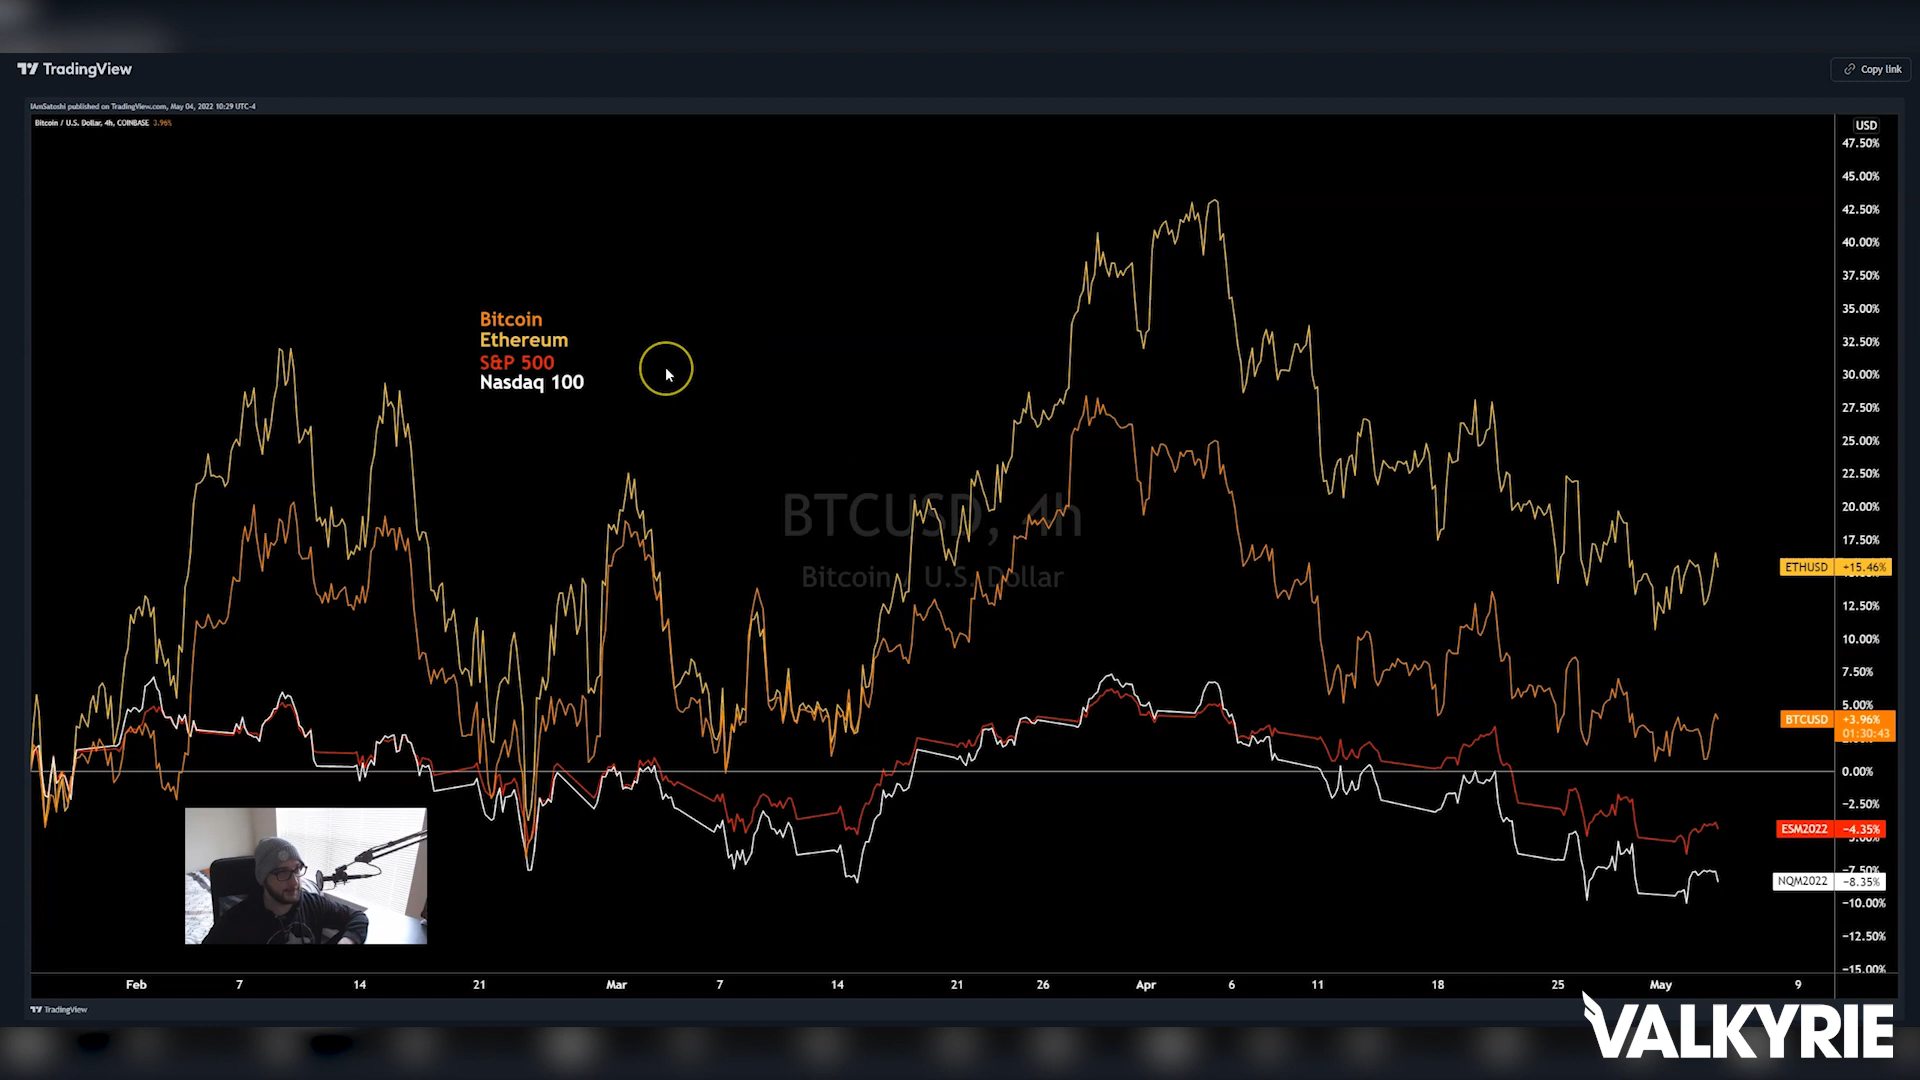 TradingView
Copy link
IAmSatoshi published on TradingView.com, May 04, 2022 10:29 UTC-4
Bitcoin / U.S. Dollar, 4h, COINBASE 3.96%
USD
47.50%
45.00%
42.50%
40.00%
37.50%
35.00%
32.50%
30.00%
27.50%
25.00%
22.50%
20.00%
17.50%
ETHUSD +15.46%
12.50%
10.00%
7.50%
5.00%
BTCUSD +3.96%
01:30:43
0.00%
−2.50%
ESM2022 −4.35%
−7.50%
NQM2022 −8.35%
−10.00%
−12.50%
−15.00%
Bitcoin
Ethereum
S&P 500
Nasdaq 100
BTCUSD, 4h
Bitcoin / U.S. Dollar
Feb 7 14 21 Mar 7 14 21 26 Apr 6 11 18 25 May 9
TradingView
VALKYRIE